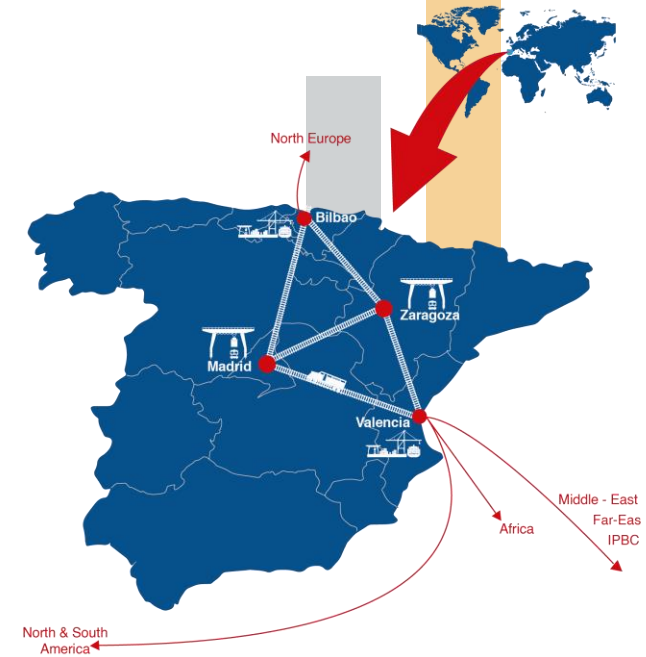 North Europe
Bilbao
Zaragoza
Madrid
Valencia
Middle - East
Far-Eas
IPBC
Africa
North & South
America